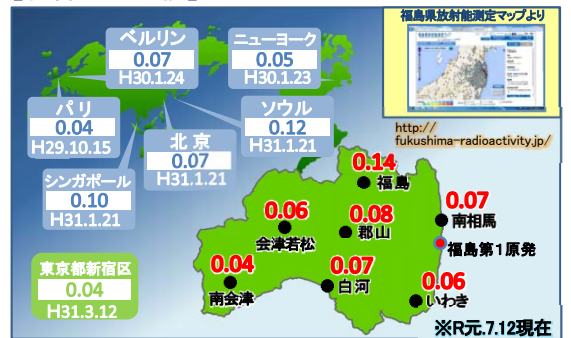 福島県放射能測定マップより
ベルリン
0.07
H30.1.24
ニューヨーク
0.05
H30.1.23
パリ
0.04
H29.10.15
北京
0.07
H31.1.21
ソウル
0.12
H31.1.21
シンガポール
0.10
H31.1.21
http://
fukushima-radioactivity.jp/
0.14
福島
0.07
南相馬
0.06
会津若松
0.08
郡山
福島第1原発
東京都新宿区
0.04
H31.3.12
0.04
南会津
0.07
白河
0.06
いわき
※R元.7.12現在